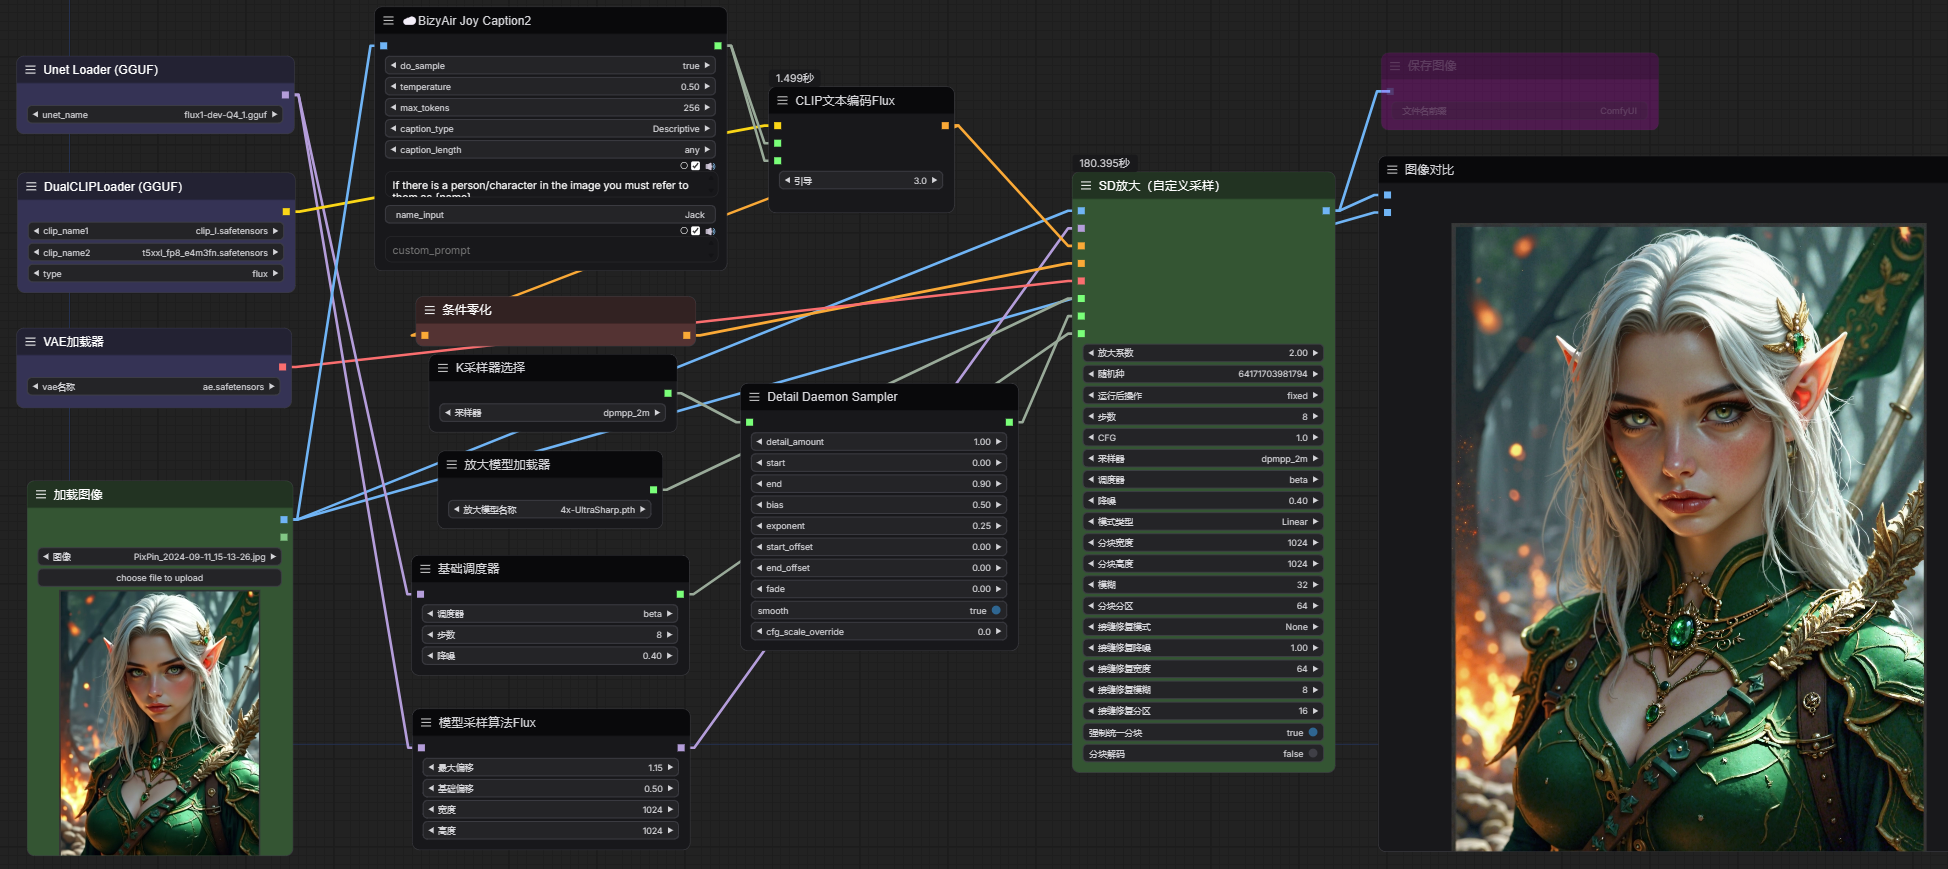 Unet Loader (GGUF)
unet_name flux1-dev-Q4_1.gguf
DualCLIPLoader (GGUF)
clip_name1 clip_l.safetensors
clip_name2 t5xxl_fp8_e4m3fn.safetensors
type flux
VAE加载器
vae名称 ae.safetensors
加载图像
图像 PixPin_2024-09-11_15-13-26.jpg
choose file to upload
BizyAir Joy Caption2
do_sample true
temperature 0.50
max_tokens 256
caption_type Descriptive
caption_length any
If there is a person/character in the image you must refer to
them as {name}.
name_input Jack
custom_prompt
条件零化
K采样器选择
采样器 dpmpp_2m
放大模型加载器
放大模型名称 4x-UltraSharp.pth
基础调度器
调度器 beta
步数 8
降噪 0.40
模型采样算法Flux
最大偏移 1.15
基础偏移 0.50
宽度 1024
高度 1024
1.499秒
CLIP文本编码Flux
引导 3.0
Detail Daemon Sampler
detail_amount 1.00
start 0.00
end 0.90
bias 0.50
exponent 0.25
start_offset 0.00
end_offset 0.00
fade 0.00
smooth true
cfg_scale_override 0.0
180.395秒
SD放大（自定义采样）
放大系数 2.00
随机种 64171703981794
运行后操作 fixed
步数 8
CFG 1.0
采样器 dpmpp_2m
调度器 beta
降噪 0.40
模式类型 Linear
分块宽度 1024
分块高度 1024
模糊 32
分块分区 64
接缝修复模式 None
接缝修复降噪 1.00
接缝修复宽度 64
接缝修复模糊 8
接缝修复分区 16
强制统一分块 true
分块解码 false
保存图像
文件名前缀 ComfyUI
图像对比